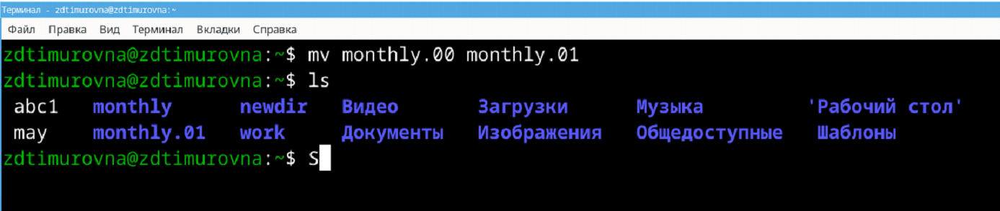 Терминал - zdtimurovna@zdtimurovna:~
Файл Правка Вид Терминал Вкладки Справка
zdtimurovna@zdtimurovna:~$ mv monthly.00 monthly.01
zdtimurovna@zdtimurovna:~$ ls
abc1 monthly newdir Видео Загрузки Музыка 'Рабочий стол'
may monthly.01 work Документы Изображения Общедоступные Шаблоны
zdtimurovna@zdtimurovna:~$ S